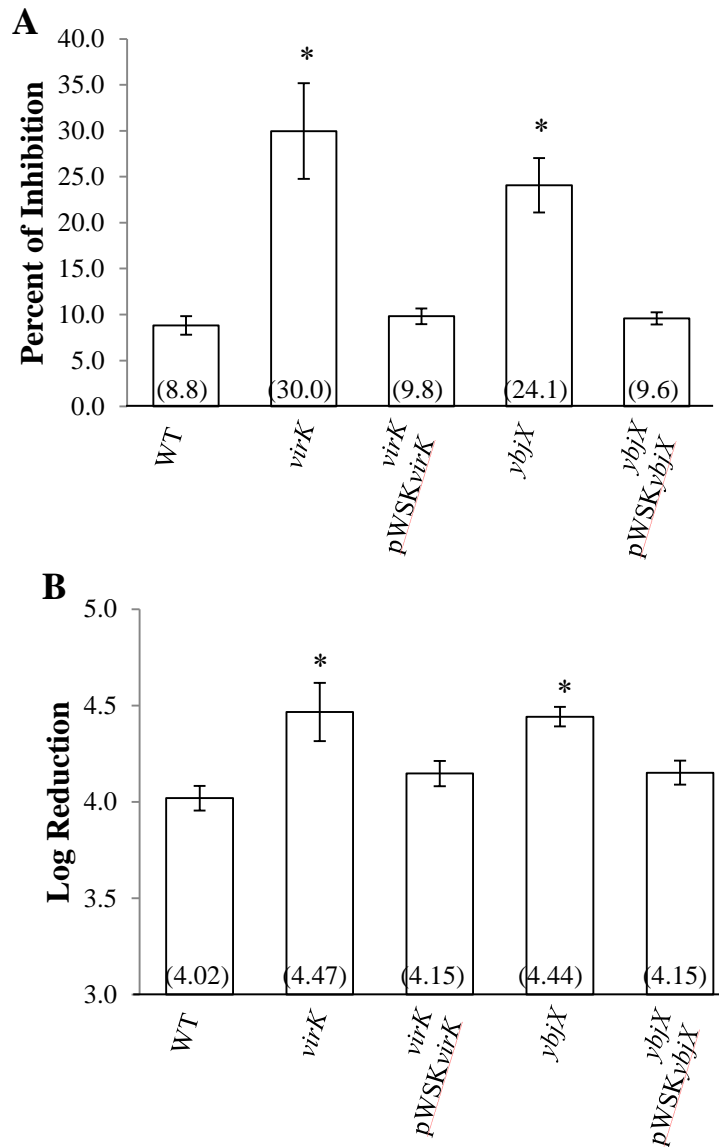 A
Percent of Inhibition
40.0
35.0
30.0
25.0
20.0
15.0
10.0
5.0
0.0
*
*
(8.8)
(30.0)
(9.8)
(24.1)
(9.6)
WT
virK
virK
pWSKvirK
ybjX
ybjX
pWSKybjX
B
Log Reduction
5.0
4.5
4.0
3.5
3.0
*
*
(4.02)
(4.47)
(4.15)
(4.44)
(4.15)
WT
virK
virK
pWSKvirK
ybjX
ybjX
pWSKybjX